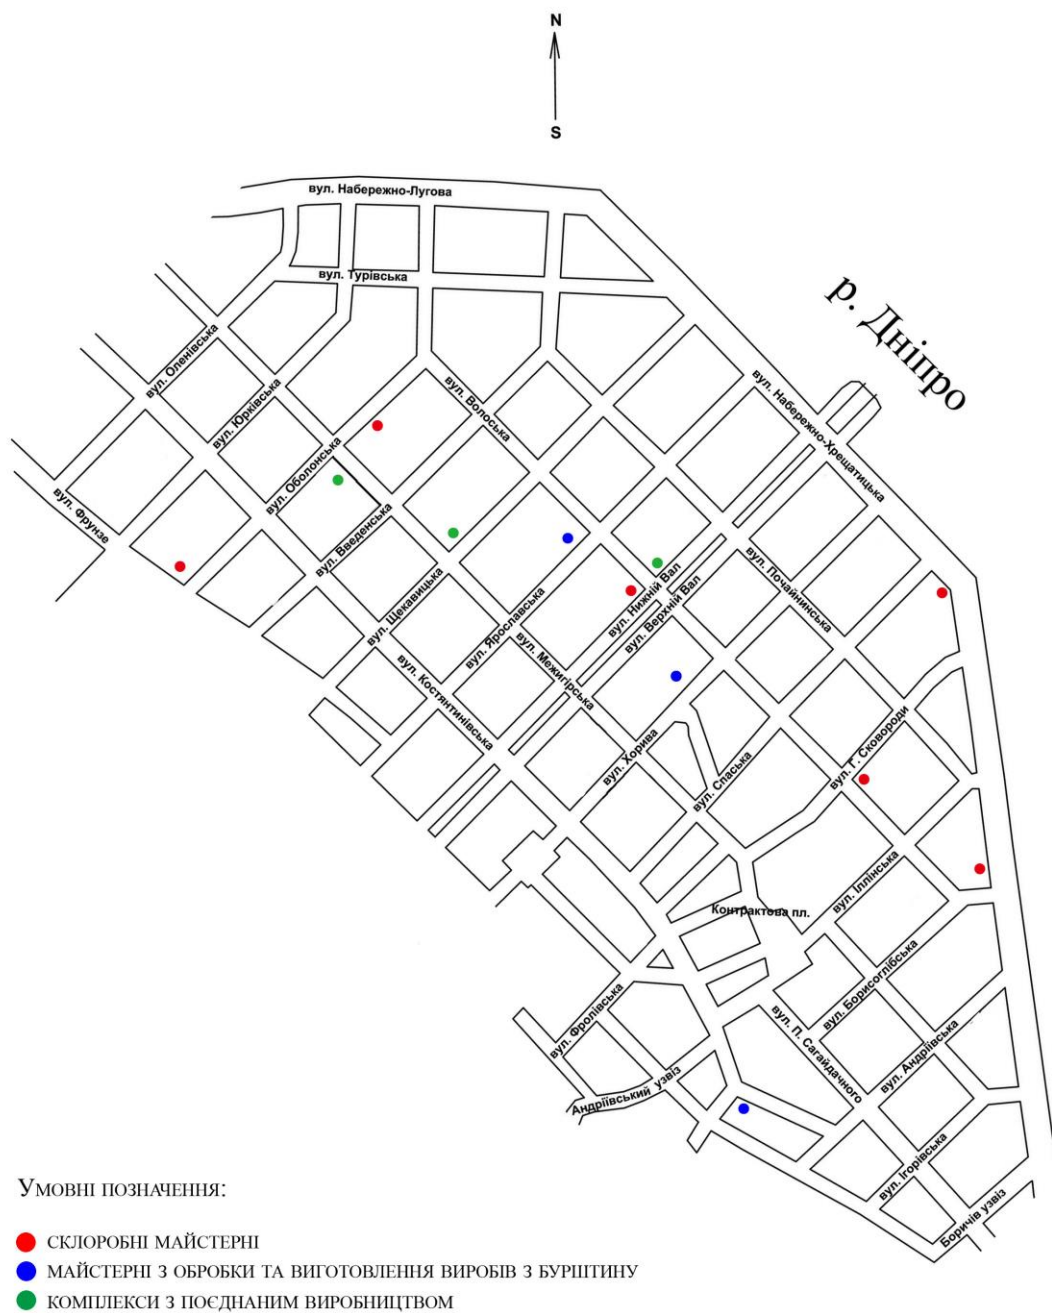 N
S
вул. Набережно-Лугова
вул. Турівська
р. Дніпро
вул. Оленівська
вул. Юрківська
вул. Волоська
вул. Набережно-Хрещатицька
вул. Оболонська
вул. Фрунзе
вул. Введенська
вул. Щекавицька
вул. Ярославська
вул. Нижній Вал
вул. Верхній Вал
вул. Почайнинська
вул. Межигірська
вул. Костянтинівська
вул. Хорива
вул. Спаська
вул. Г. Сковороди
вул. Іллінська
Контрактова пл.
вул. Борисоглібська
вул. Фролівська
вул. П. Сагайдачного
вул. Андріївська
Андріївський узвіз
вул. Ігорівська
Боричів узвіз
Умовні позначення:
склоробні майстерні
майстерні з обробки та виготовлення виробів з бурштину
комплекси з поєднаним виробництвом